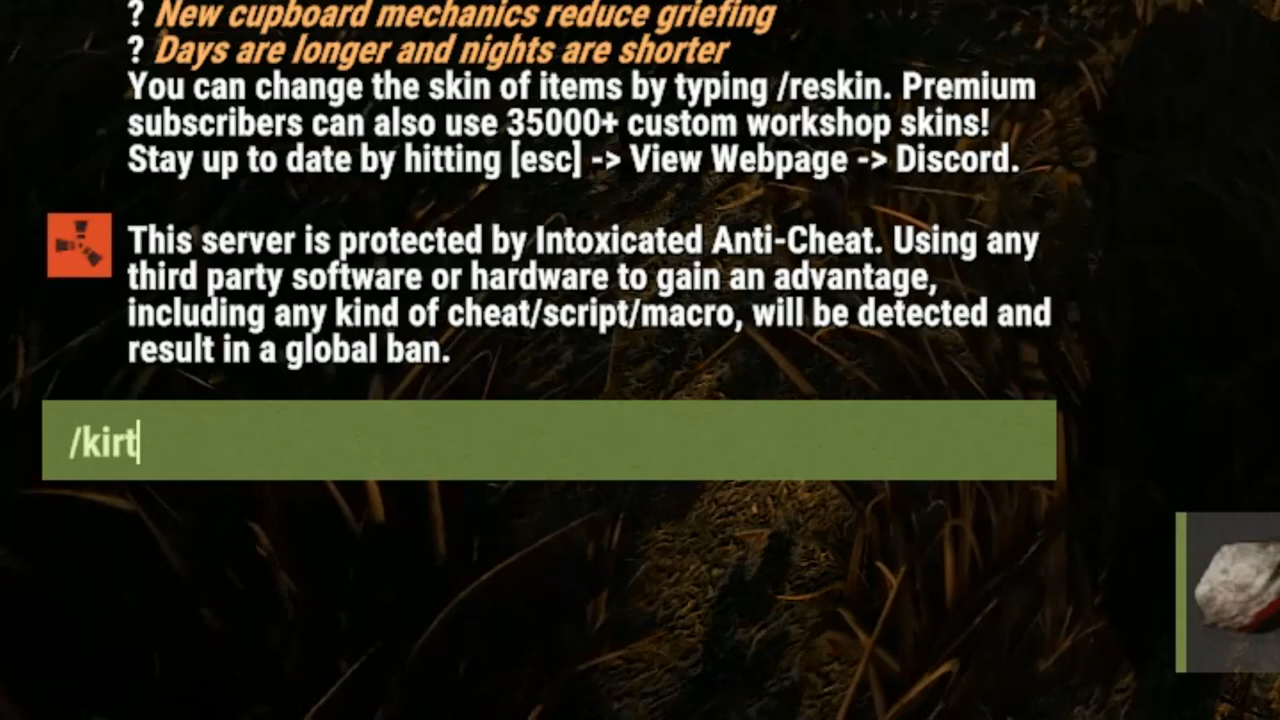 ? New cupboard mechanics reduce griefing
? Days are longer and nights are shorter
You can change the skin of items by typing /reskin. Premium
subscribers can also use 35000+ custom workshop skins!
Stay up to date by hitting [esc] -> View Webpage -> Discord.
This server is protected by Intoxicated Anti-Cheat. Using any
third party software or hardware to gain an advantage,
including any kind of cheat/script/macro, will be detected and
result in a global ban.
/kirt